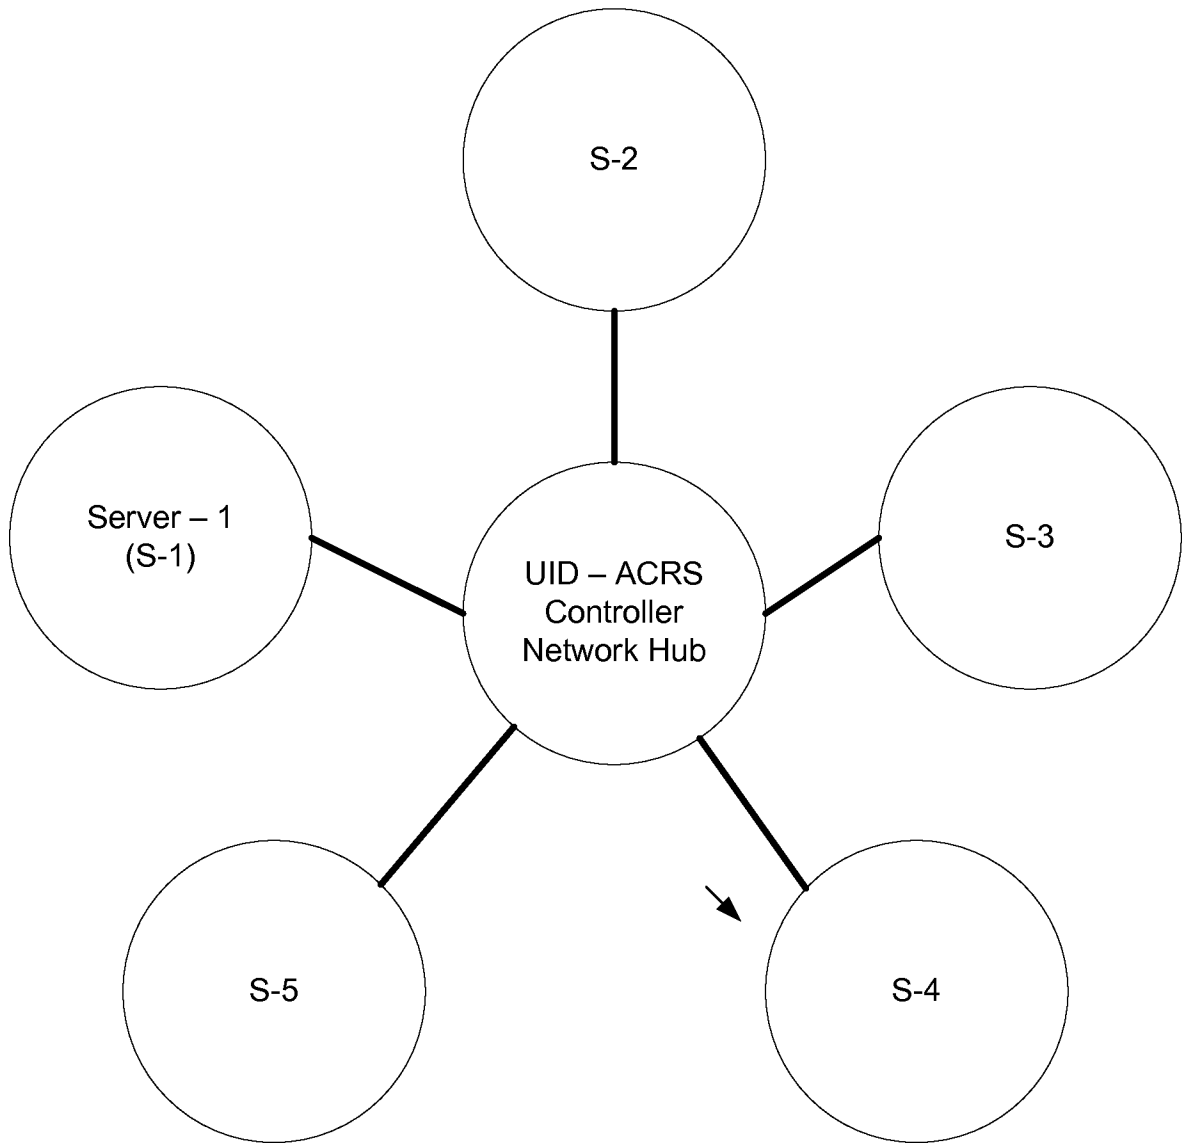 S-2
Server – 1
(S-1)
S-3
UID – ACRS
Controller
Network Hub
S-5
S-4